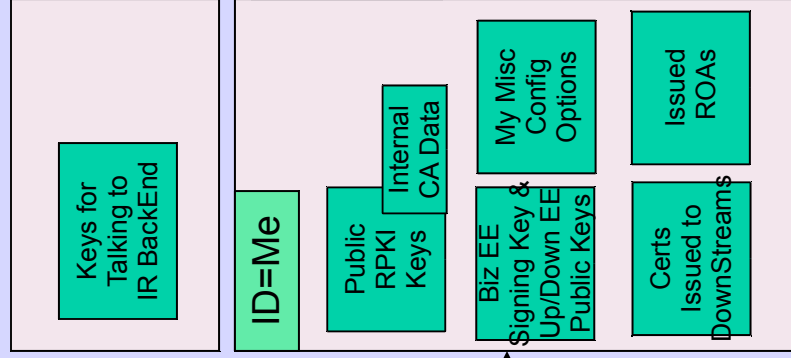 Keys for
Talking to
IR BackEnd
ID=Me
Public
RPKI
Keys
Internal
CA Data
Biz EE
Signing Key &
Up/Down EE
Public Keys
My Misc
Config
Options
Certs
Issued to
DownStreams
Issued
ROAs